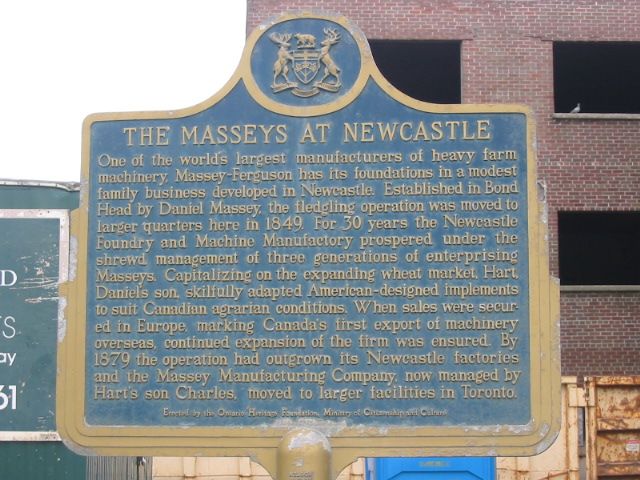 THE MASSEYS AT NEWCASTLE
One of the world's largest manufacturers of heavy farm
machinery, Massey-Ferguson has its foundations in a modest
family business developed in Newcastle. Established in Bond
Head by Daniel Massey, the fledgling operation was moved to
larger quarters here in 1849. For 30 years the Newcastle
Foundry and Machine Manufactory prospered under the
shrewd management of three generations of enterprising
Masseys. Capitalizing on the expanding wheat market, Hart,
Daniel's son, skilfully adapted American-designed implements
to suit Canadian agrarian conditions. When sales were secur-
ed in Europe, marking Canada's first export of machinery
overseas, continued expansion of the firm was ensured. By
1879 the operation had outgrown its Newcastle factories
and the Massey Manufacturing Company, now managed by
Hart's son Charles, moved to larger facilities in Toronto.
Erected by the Ontario Heritage Foundation, Ministry of Citizenship and Culture
D
S
ay
61